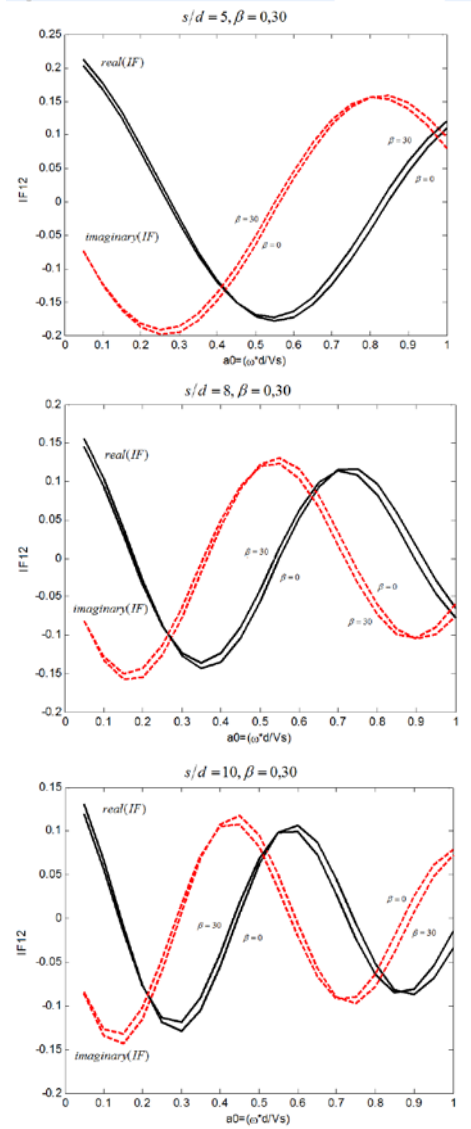 s/d = 5, β = 0,30
0.25
0.2
0.15
0.1
0.05
0
-0.05
-0.1
-0.15
-0.2
IF12
real(IF)
imaginary(IF)
β = 30
β = 0
β = 30
β = 0
0 0.1 0.2 0.3 0.4 0.5 0.6 0.7 0.8 0.9 1
a0=(ω*d/Vs)
s/d = 8, β = 0,30
0.2
0.15
0.1
0.05
0
-0.05
-0.1
-0.15
-0.2
IF12
real(IF)
imaginary(IF)
β = 30
β = 0
β = 0
β = 30
0 0.1 0.2 0.3 0.4 0.5 0.6 0.7 0.8 0.9 1
a0=(ω*d/Vs)
s/d = 10, β = 0,30
0.15
0.1
0.05
0
-0.05
-0.1
-0.15
-0.2
IF12
real(IF)
imaginary(IF)
β = 30
β = 0
β = 0
β = 30
0 0.1 0.2 0.3 0.4 0.5 0.6 0.7 0.8 0.9 1
a0=(ω*d/Vs)